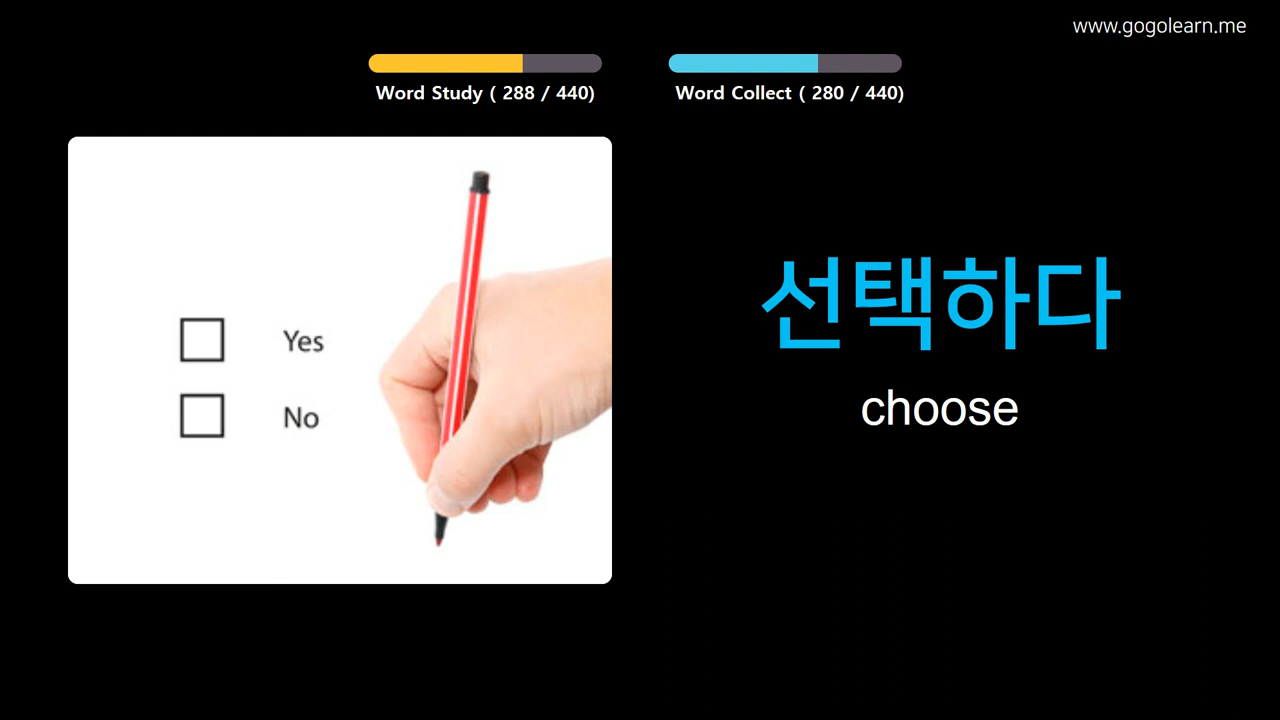 www.gogolearn.me
Word Study ( 288 / 440)
Word Collect ( 280 / 440)
Yes
No
선택하다
choose